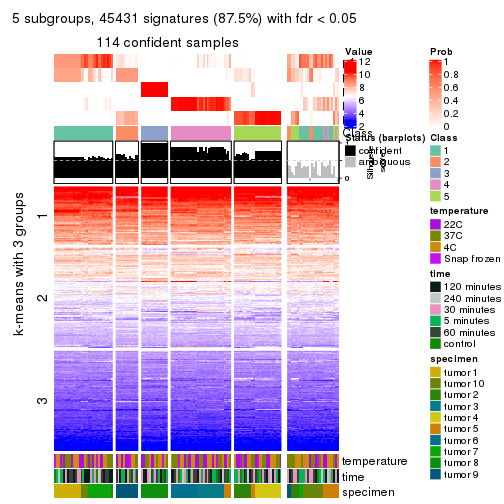 5 subgroups, 45431 signatures (87.5%) with fdr < 0.05
114 confident samples
k-means with 3 groups
1
2
3
Value
12
10
8
6
4
2
Prob
1
0.8
0.6
0.4
0.2
0
Class
Status (barplots)
confident
ambiguous
1
0
Class
1
2
3
4
5
temperature
22C
37C
4C
Snap frozen
time
120 minutes
240 minutes
30 minutes
5 minutes
60 minutes
control
specimen
tumor 1
tumor 10
tumor 2
tumor 3
tumor 4
tumor 5
tumor 6
tumor 7
tumor 8
tumor 9
temperature
time
specimen